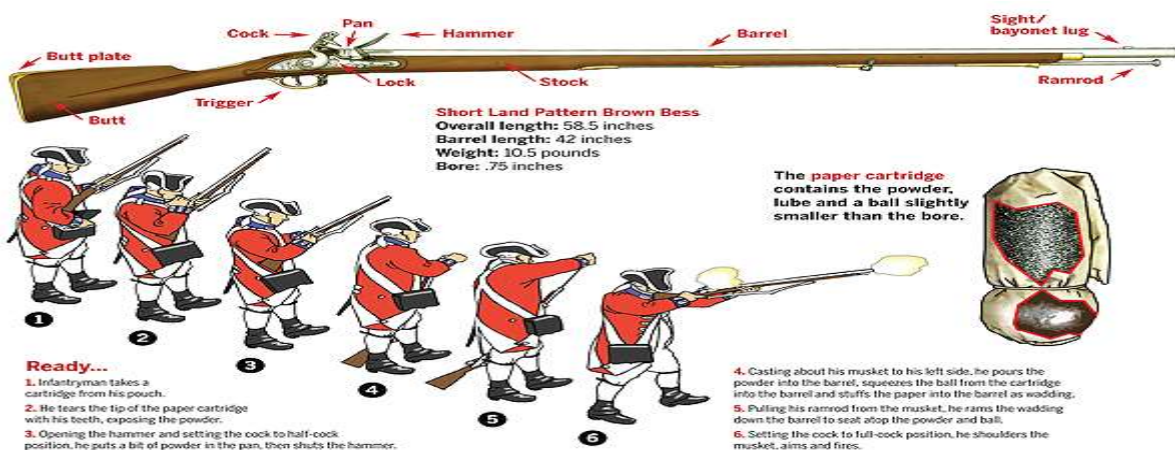 Cock
Pan
Hammer
Barrel
Sight/
bayonet lug
Butt plate
Lock
Stock
Ramrod
Trigger
Butt
Short Land Pattern Brown Bess
Overall length: 58.5 inches
Barrel length: 42 inches
Weight: 10.5 pounds
Bore: .75 inches
The paper cartridge
contains the powder,
lube and a ball slightly
smaller than the bore.
1
2
3
4
5
6
Ready...
1. Infantryman takes a
cartridge from his pouch.
2. He tears the tip of the paper cartridge
with his teeth, exposing the powder.
3. Opening the hammer and setting the cock to half-cock
position, he puts a bit of powder in the pan, then shuts the hammer.
4. Casting about his musket to his left side, he pours the
powder into the barrel, squeezes the ball from the cartridge
into the barrel and stuffs the paper into the barrel as wadding.
5. Pulling his ramrod from the musket, he rams the wadding
down the barrel to seat atop the powder and ball.
6. Setting the cock to full-cock position, he shoulders the
musket, aims and fires.